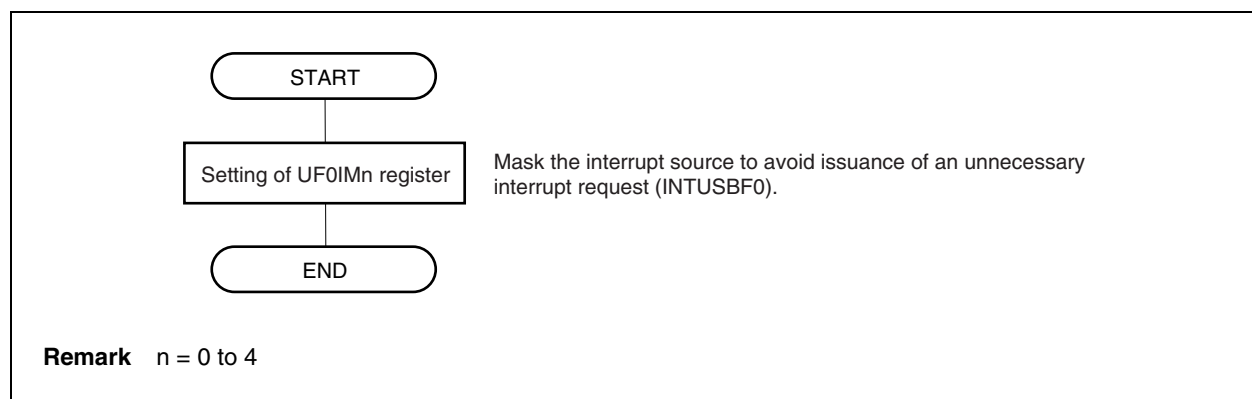 START
Setting of UF0IMn register
Mask the interrupt source to avoid issuance of an unnecessary
interrupt request (INTUSBF0).
END
Remark n = 0 to 4